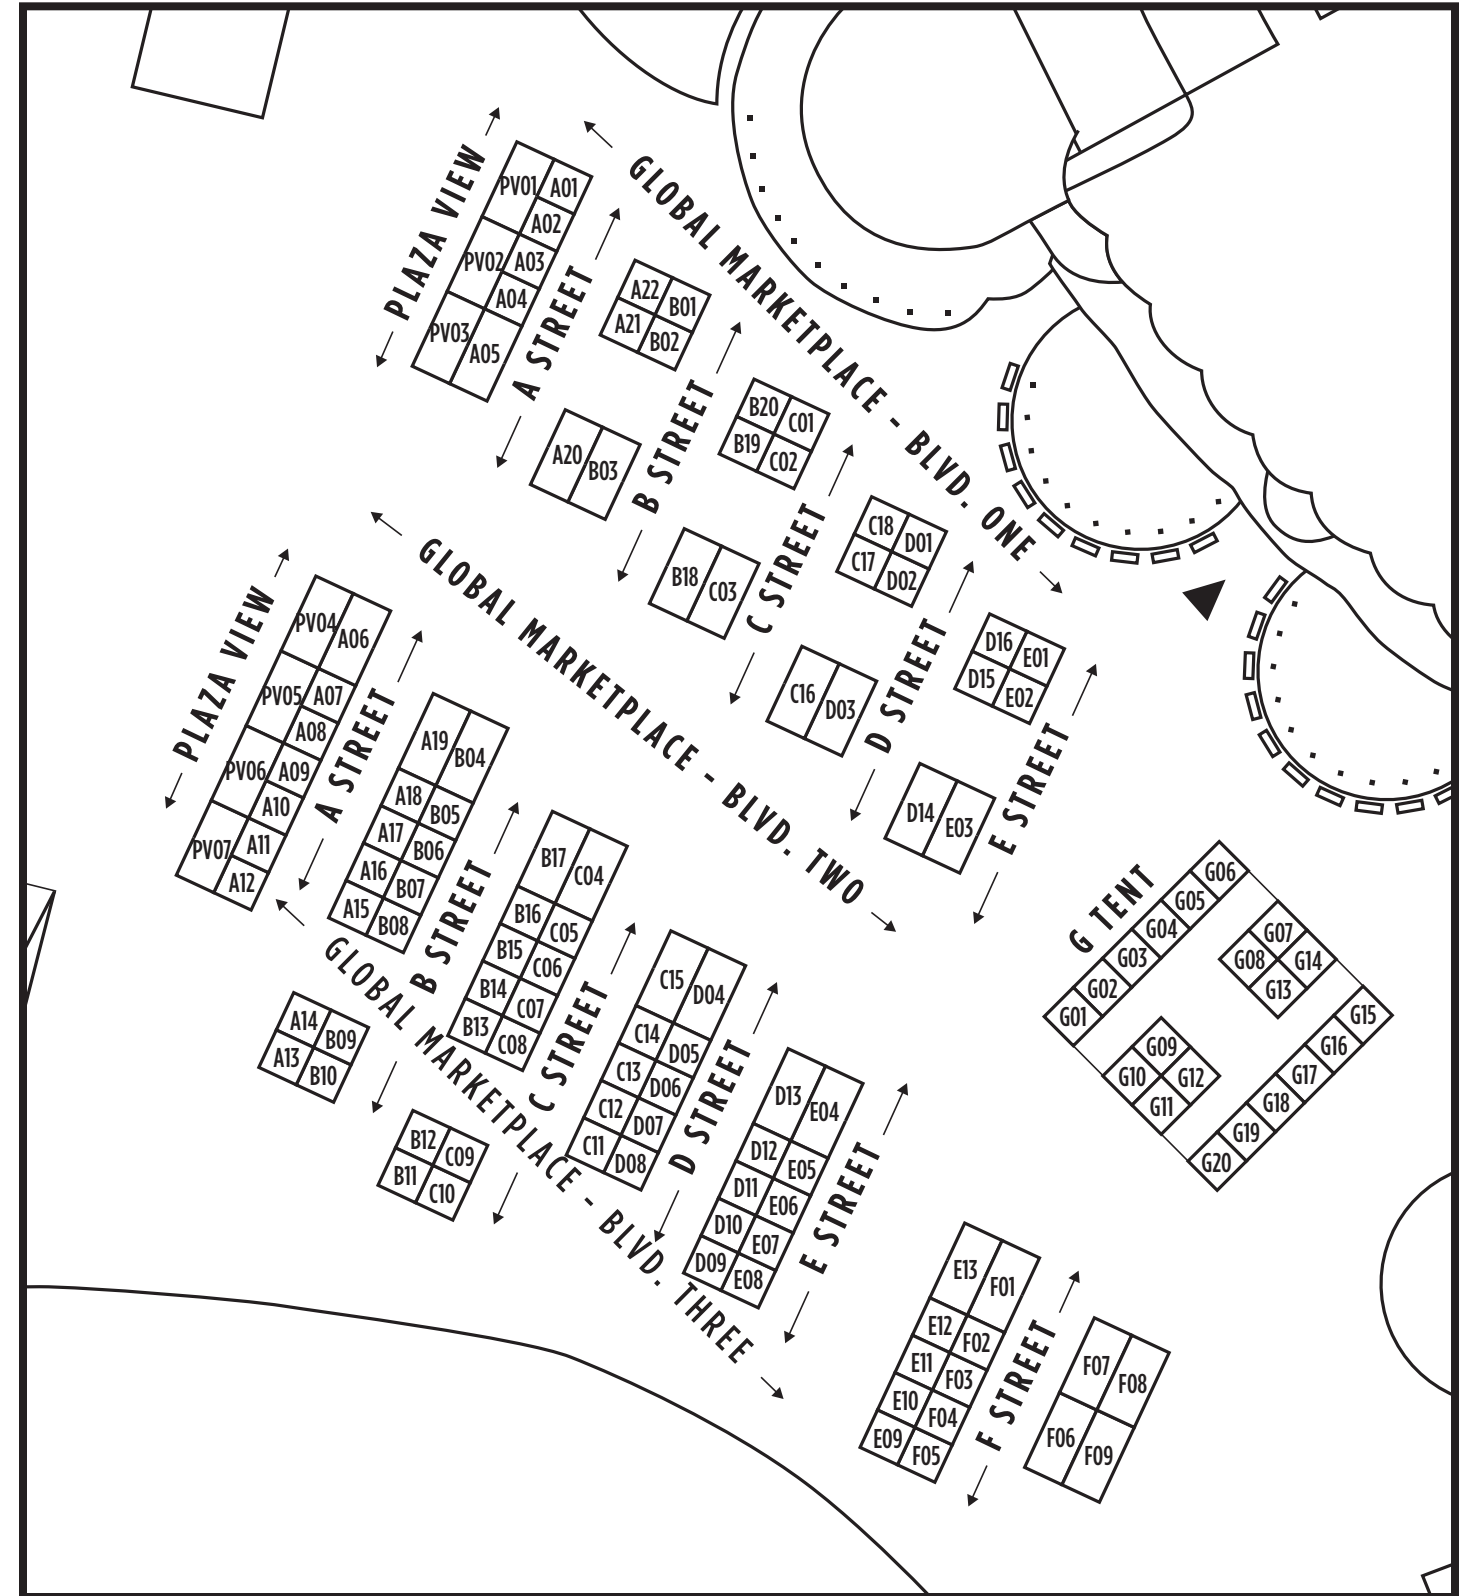 PLAZA VIEW
PV01
A01
A02
PV02
A03
A04
PV03
A05
A STREET
GLOBAL MARKETPLACE - BLVD. ONE
A22
B01
A21
B02
A20
B03
B STREET
B20
C01
B19
C02
B18
C03
C STREET
C18
D01
C17
D02
C16
D03
D STREET
D16
E01
D15
E02
D14
E03
E STREET
GLOBAL MARKETPLACE - BLVD. TWO
PLAZA VIEW
PV04
A06
PV05
A07
A08
PV06
A09
A10
PV07
A11
A12
A STREET
A19
B04
A18
B05
A17
B06
A16
B07
A15
B08
B STREET
B17
C04
B16
C05
B15
C06
B14
C07
B13
C08
C STREET
C15
D04
C14
D05
C13
D06
C12
D07
C11
D08
D STREET
D13
E04
D12
E05
D11
E06
D10
E07
D09
E08
E STREET
GLOBAL MARKETPLACE - BLVD. THREE
A14
B09
A13
B10
B12
C09
B11
C10
G TENT
G06
G05
G04
G03
G02
G01
G07
G08
G14
G13
G09
G10
G12
G11
G15
G16
G17
G18
G19
G20
E13
F01
E12
F02
E11
F03
E10
F04
E09
F05
F STREET
F07
F08
F06
F09